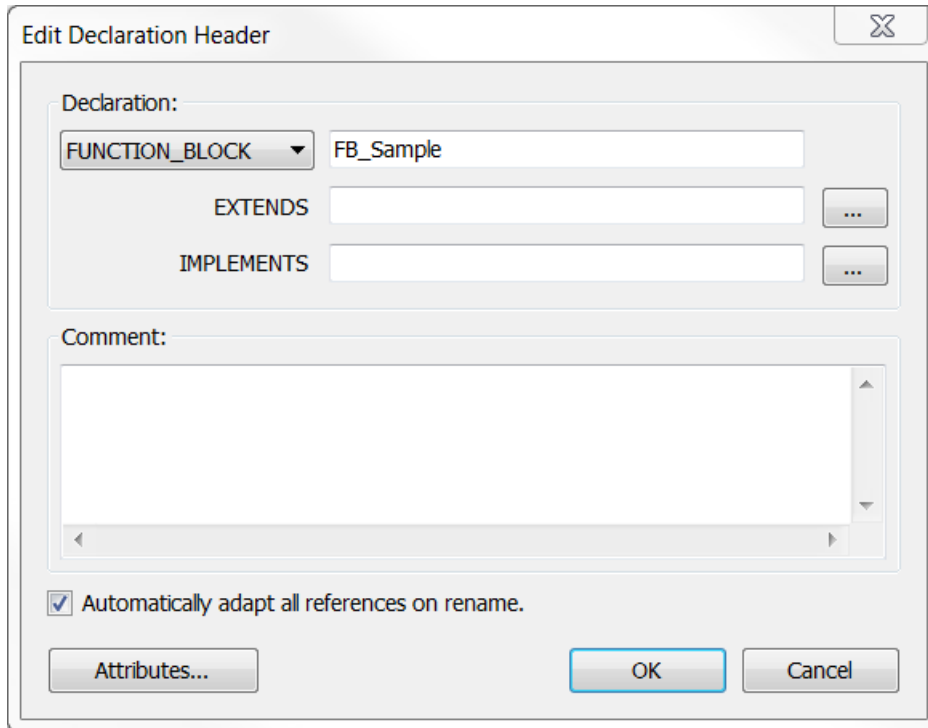 Edit Declaration Header
Declaration:
FUNCTION_BLOCK FB_Sample
EXTENDS ...
IMPLEMENTS ...
Comment:
Automatically adapt all references on rename.
Attributes... OK Cancel